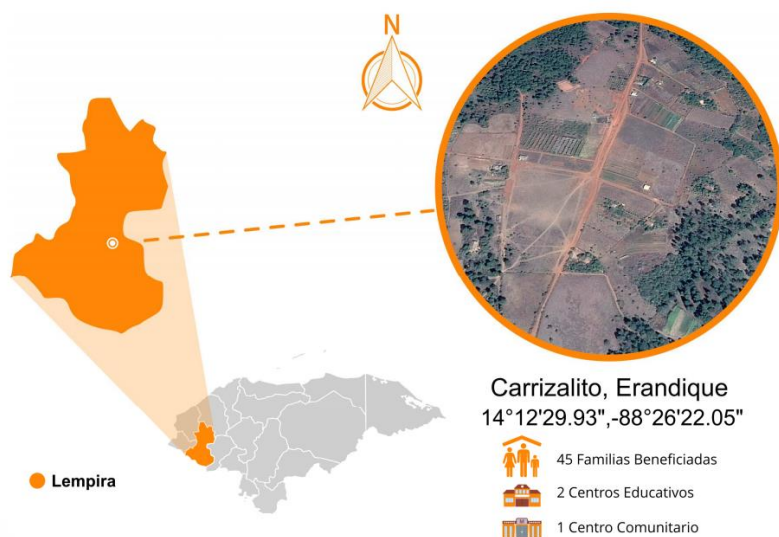 N
Carrizalito, Erandique
14°12'29.93",-88°26'22.05"
45 Familias Beneficiadas
2 Centros Educativos
1 Centro Comunitario
Lempira